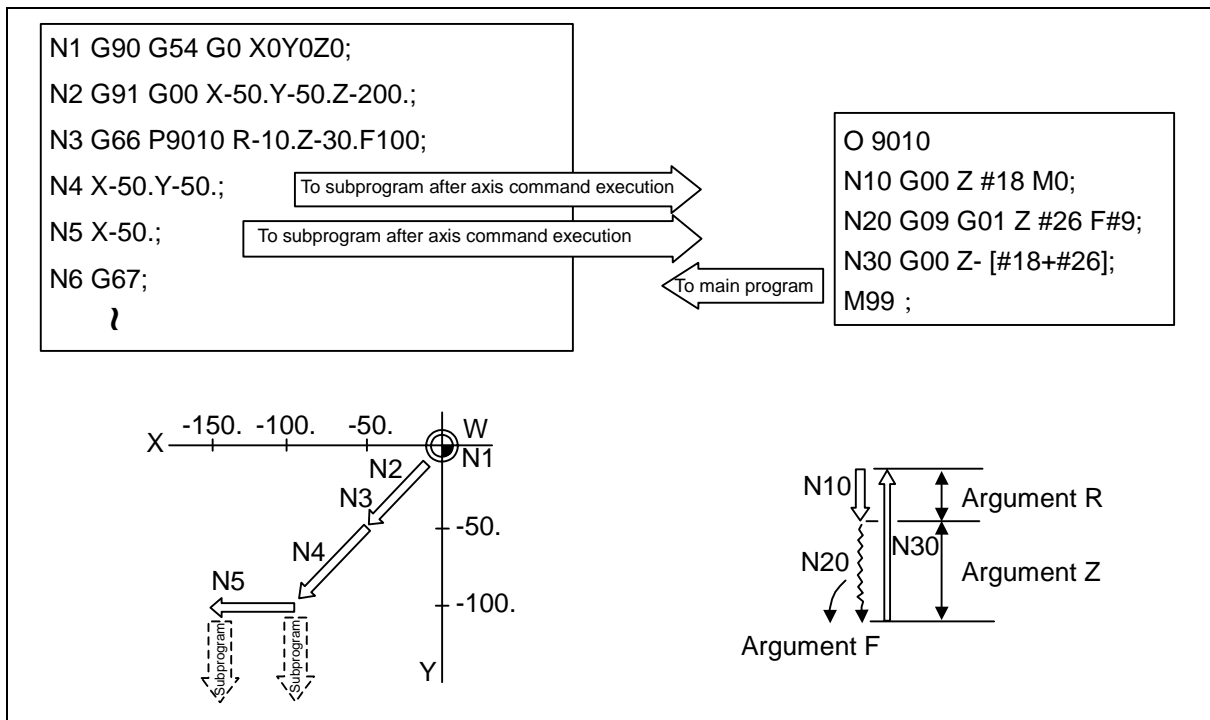 N1 G90 G54 G0 X0Y0Z0;
N2 G91 G00 X-50.Y-50.Z-200.;
N3 G66 P9010 R-10.Z-30.F100;
N4 X-50.Y-50.;
N5 X-50.;
N6 G67;
~
To subprogram after axis command execution
To subprogram after axis command execution
To main program
O 9010
N10 G00 Z #18 M0;
N20 G09 G01 Z #26 F#9;
N30 G00 Z- [#18+#26];
M99 ;
-150. -100. -50.
X
W
N1
N2
N3
-50.
N4
N5
-100.
Subprogram
Subprogram
Y
N10
Argument R
N30
N20
Argument Z
Argument F